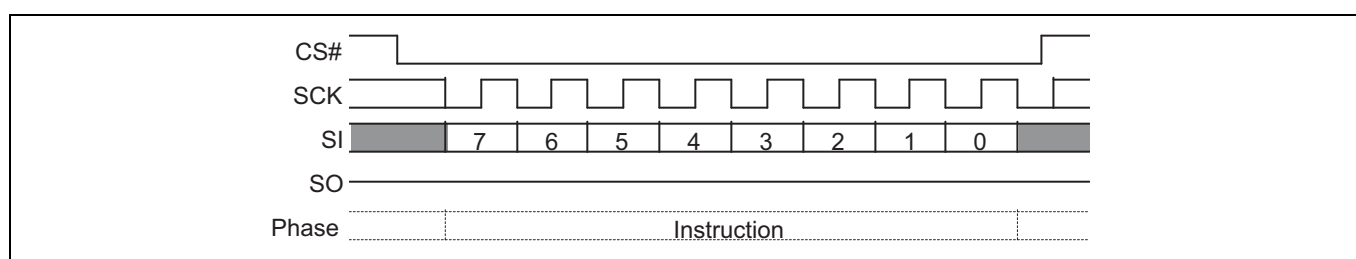 CS#
SCK
SI 7 6 5 4 3 2 1 0
SO
Phase Instruction